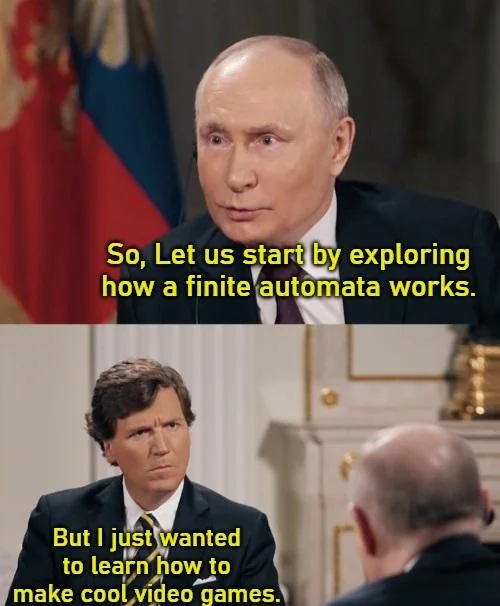 So, Let us start by exploring
how a finite automata works.
But I just wanted
to learn how to
make cool video games.